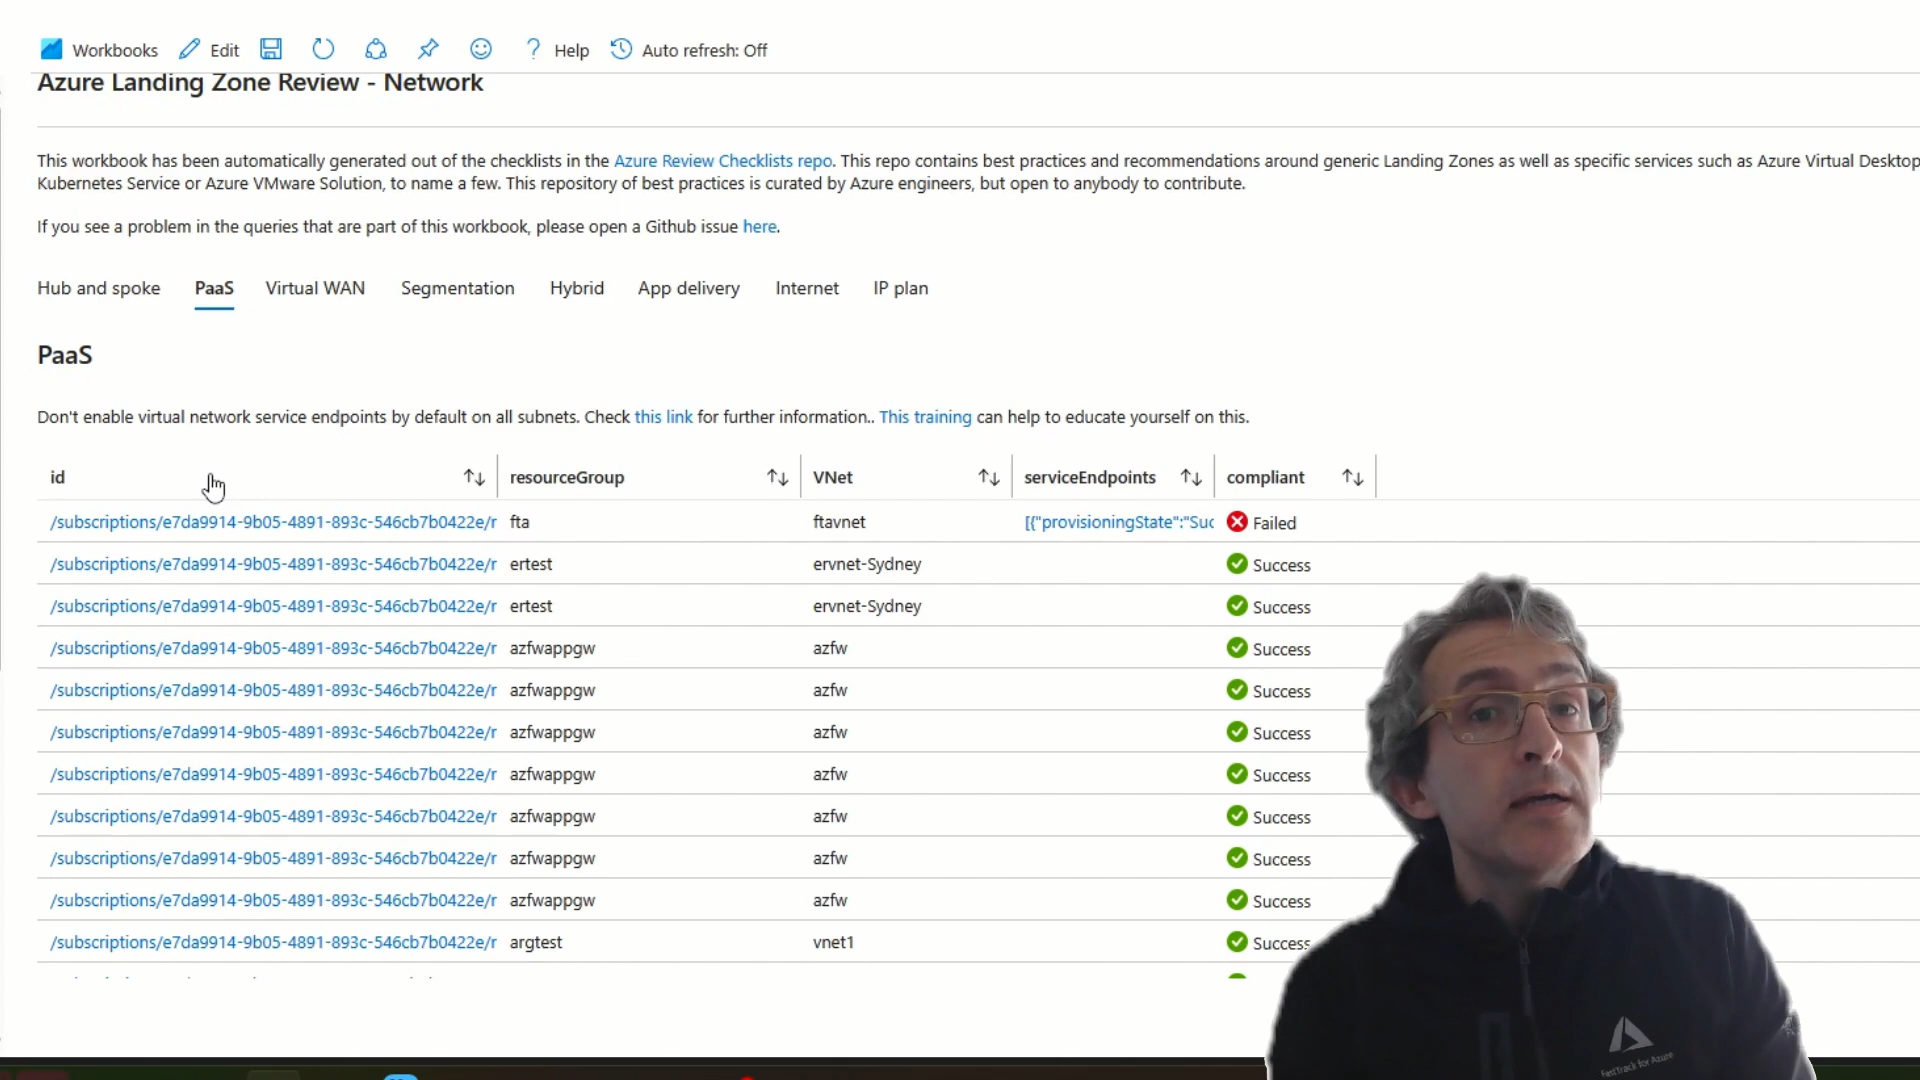 Workbooks Edit Help Auto refresh: Off
Azure Landing Zone Review - Network
This workbook has been automatically generated out of the checklists in the Azure Review Checklists repo. This repo contains best practices and recommendations around generic Landing Zones as well as specific services such as Azure Virtual Desktop
Kubernetes Service or Azure VMware Solution, to name a few. This repository of best practices is curated by Azure engineers, but open to anybody to contribute.
If you see a problem in the queries that are part of this workbook, please open a Github issue here.
Hub and spoke PaaS Virtual WAN Segmentation Hybrid App delivery Internet IP plan
PaaS
Don't enable virtual network service endpoints by default on all subnets. Check this link for further information.. This training can help to educate yourself on this.
id resourceGroup VNet serviceEndpoints compliant
/subscriptions/e7da9914-9b05-4891-893c-546cb7b0422e/r fta ftavnet [{"provisioningState":"Suc Failed
/subscriptions/e7da9914-9b05-4891-893c-546cb7b0422e/r ertest ervnet-Sydney Success
/subscriptions/e7da9914-9b05-4891-893c-546cb7b0422e/r ertest ervnet-Sydney Success
/subscriptions/e7da9914-9b05-4891-893c-546cb7b0422e/r azfwappgw azfw Success
/subscriptions/e7da9914-9b05-4891-893c-546cb7b0422e/r azfwappgw azfw Success
/subscriptions/e7da9914-9b05-4891-893c-546cb7b0422e/r azfwappgw azfw Success
/subscriptions/e7da9914-9b05-4891-893c-546cb7b0422e/r azfwappgw azfw Success
/subscriptions/e7da9914-9b05-4891-893c-546cb7b0422e/r azfwappgw azfw Success
/subscriptions/e7da9914-9b05-4891-893c-546cb7b0422e/r azfwappgw azfw Success
/subscriptions/e7da9914-9b05-4891-893c-546cb7b0422e/r azfwappgw azfw Success
/subscriptions/e7da9914-9b05-4891-893c-546cb7b0422e/r argtest vnet1 Success
FastTrack for Azure